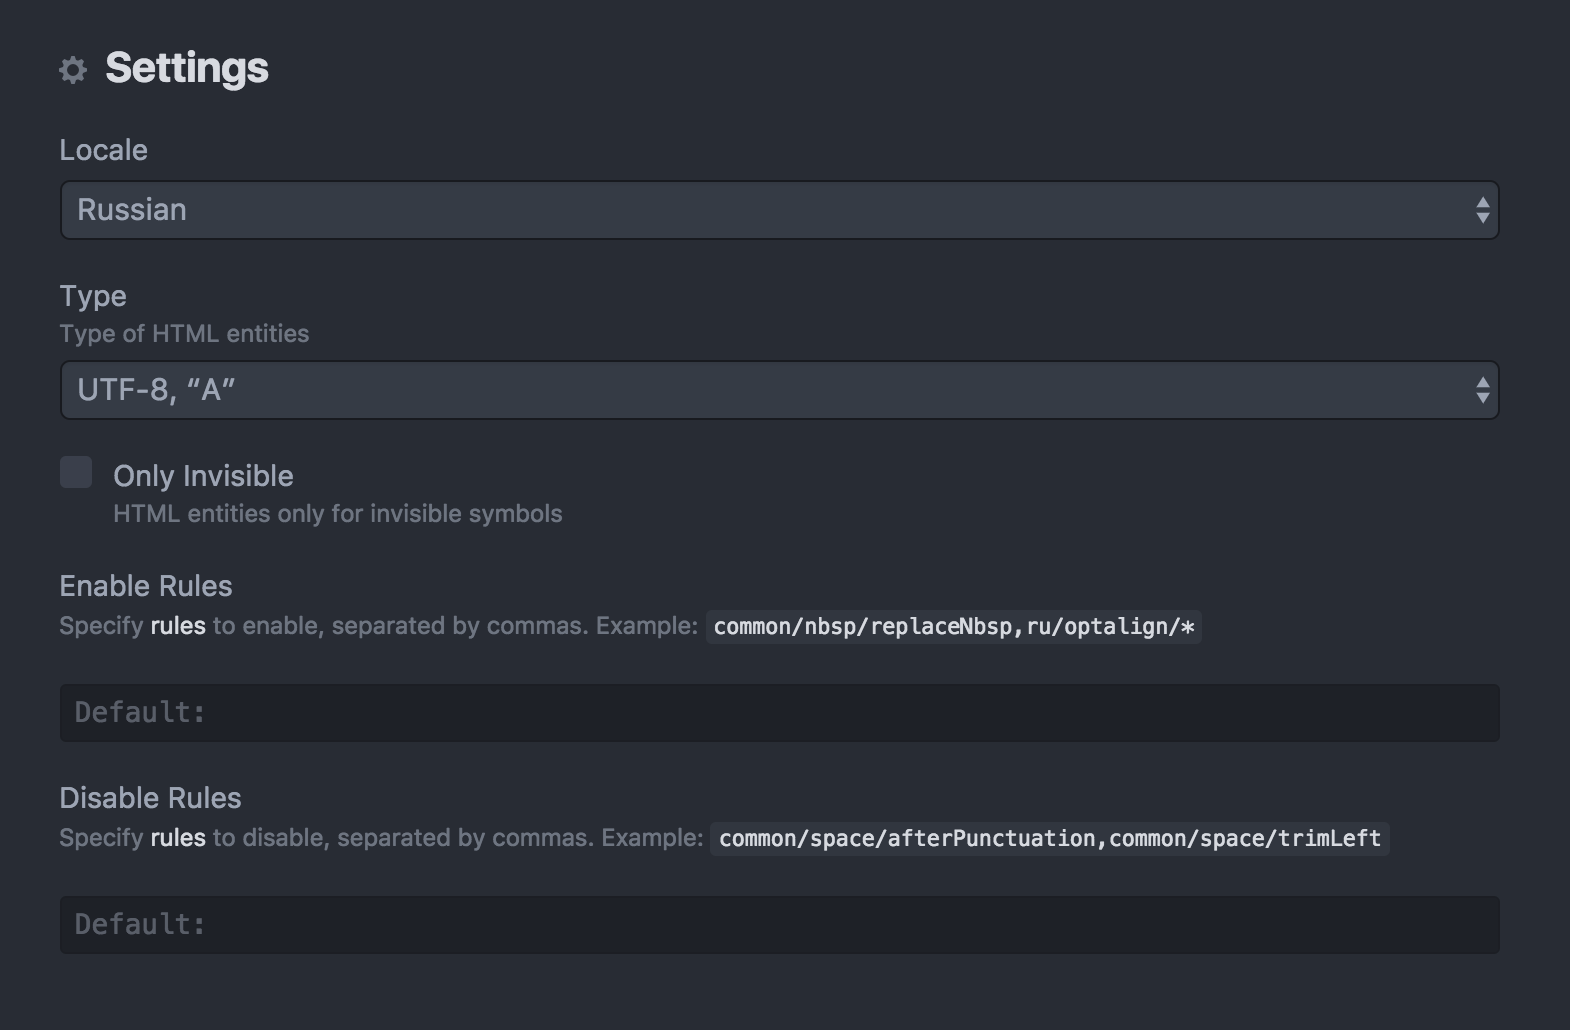 Settings
Locale
Russian
Type
Type of HTML entities
UTF-8, “A”
Only Invisible
HTML entities only for invisible symbols
Enable Rules
Specify rules to enable, separated by commas. Example: common/nbsp/replaceNbsp,ru/optalign/*
Default:
Disable Rules
Specify rules to disable, separated by commas. Example: common/space/afterPunctuation,common/space/trimLeft
Default: